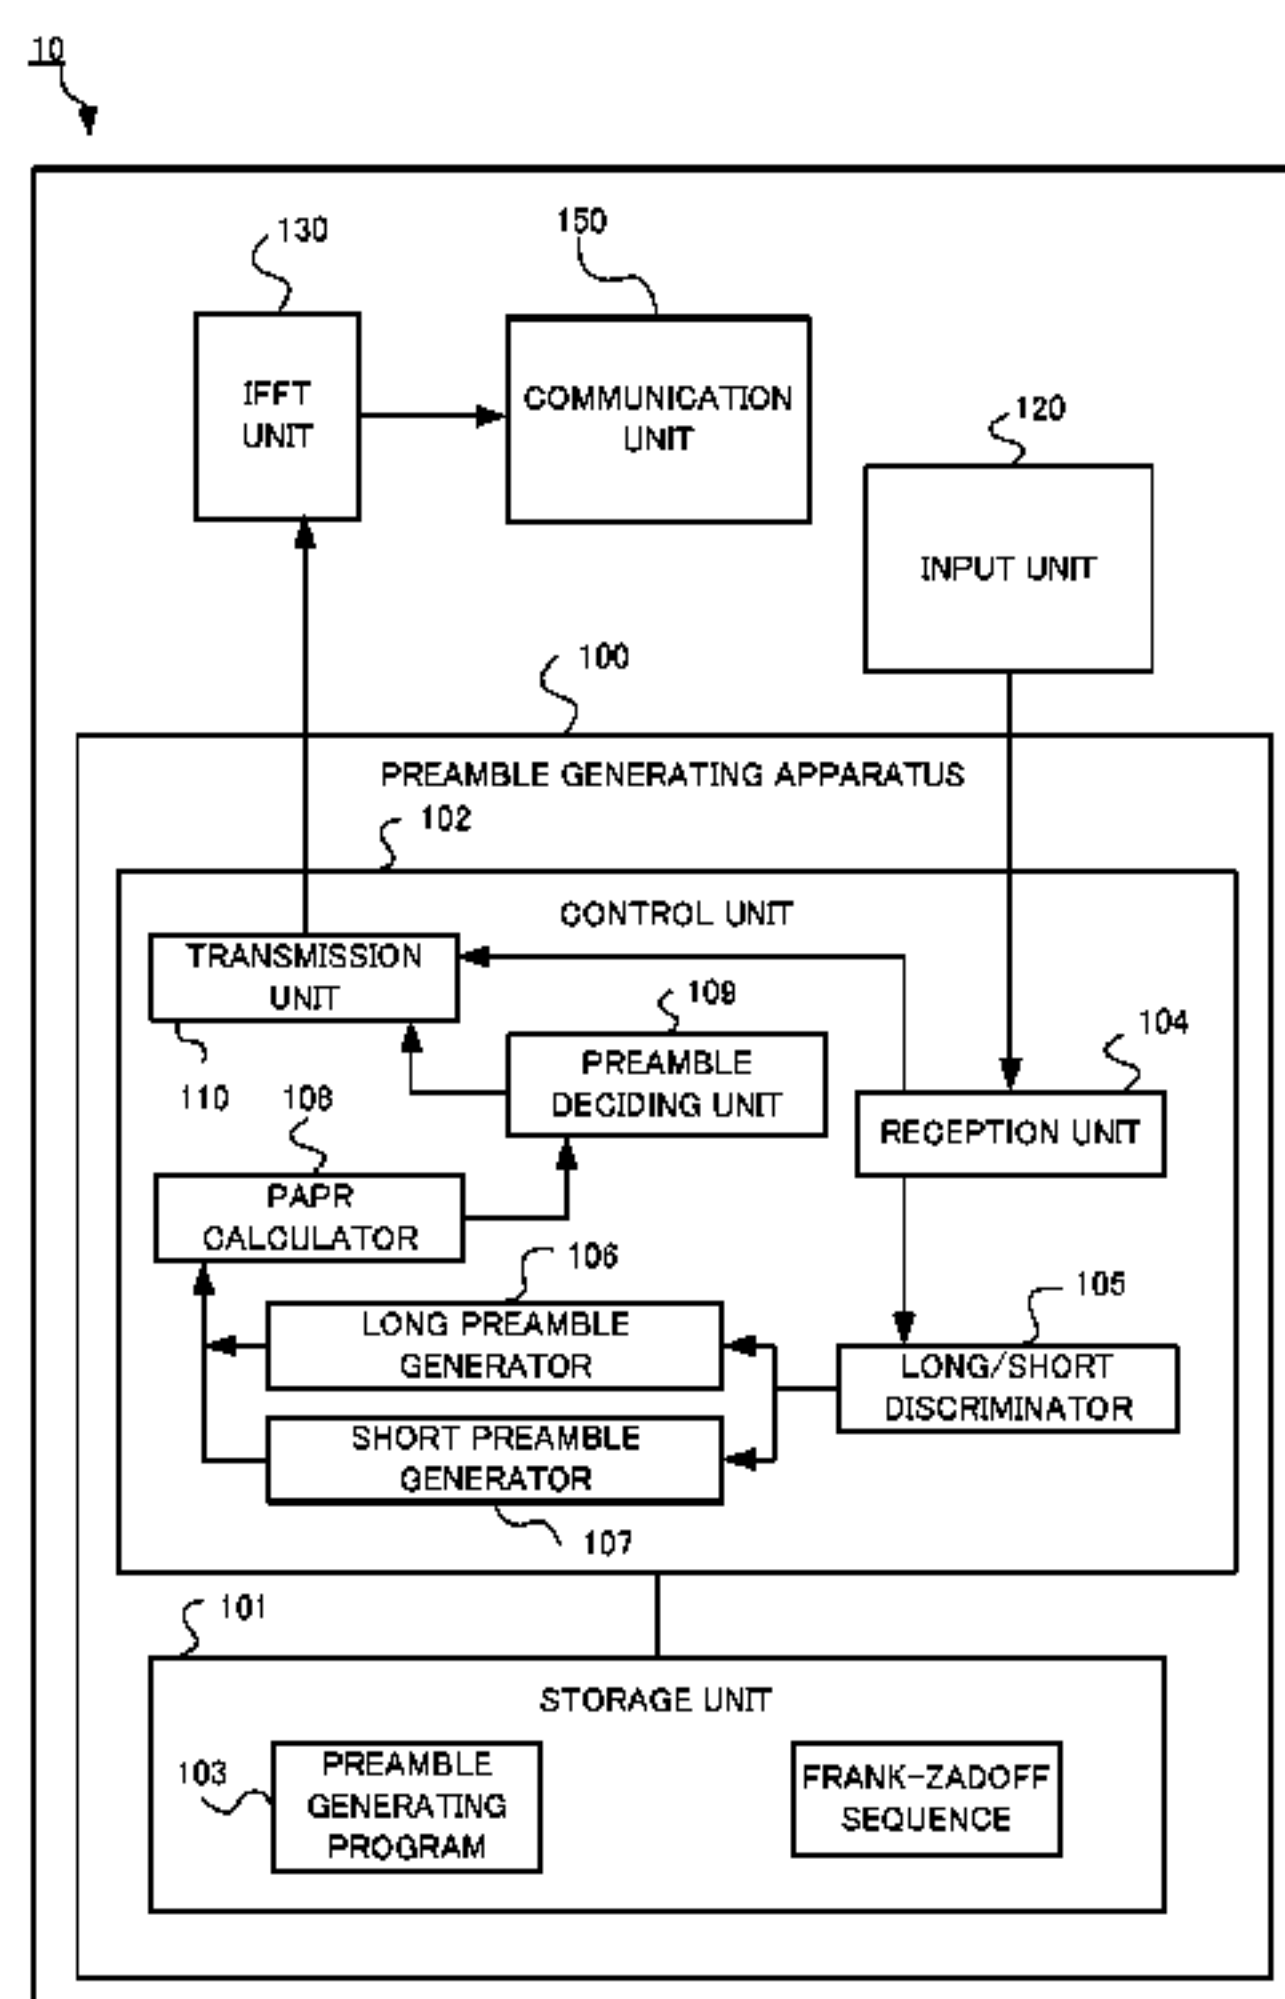 10
130
150
IFFT
UNIT
COMMUNICATION
UNIT
120
INPUT UNIT
100
PREAMBLE GENERATING APPARATUS
102
CONTROL UNIT
TRANSMISSION
UNIT
109
PREAMBLE
DECIDING UNIT
104
110
108
RECEPTION UNIT
PAPR
CALCULATOR
106
105
LONG PREAMBLE
GENERATOR
LONG/SHORT
DISCRIMINATOR
SHORT PREAMBLE
GENERATOR
107
101
STORAGE UNIT
103
PREAMBLE
GENERATING
PROGRAM
FRANK-ZADOFF
SEQUENCE